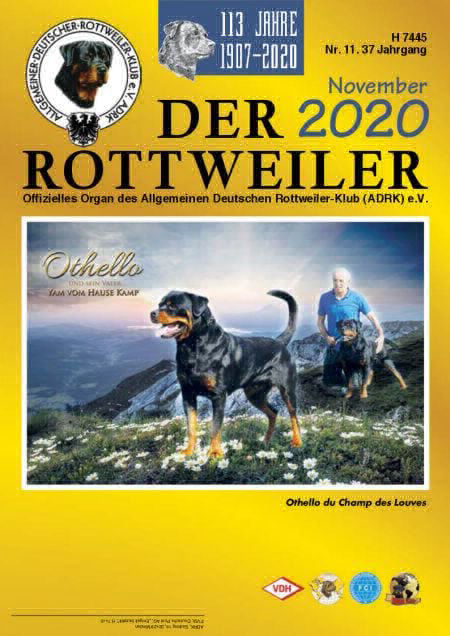 113 JAHRE
1907-2020
ALLGEMEINER-DEUTSCHER-ROTTWEILER-KLUB e.V. ADRK
H 7445
Nr. 11. 37 Jahrgang
November
DER 2020
ROTTWEILER
Offizielles Organ des Allgemeinen Deutschen Rottweiler-Klub (ADRK) e.V.
Othello
UND SEIN VATER
YAM VOM HAUSE KAMP
Othello du Champ des Louves
VDH
FCI